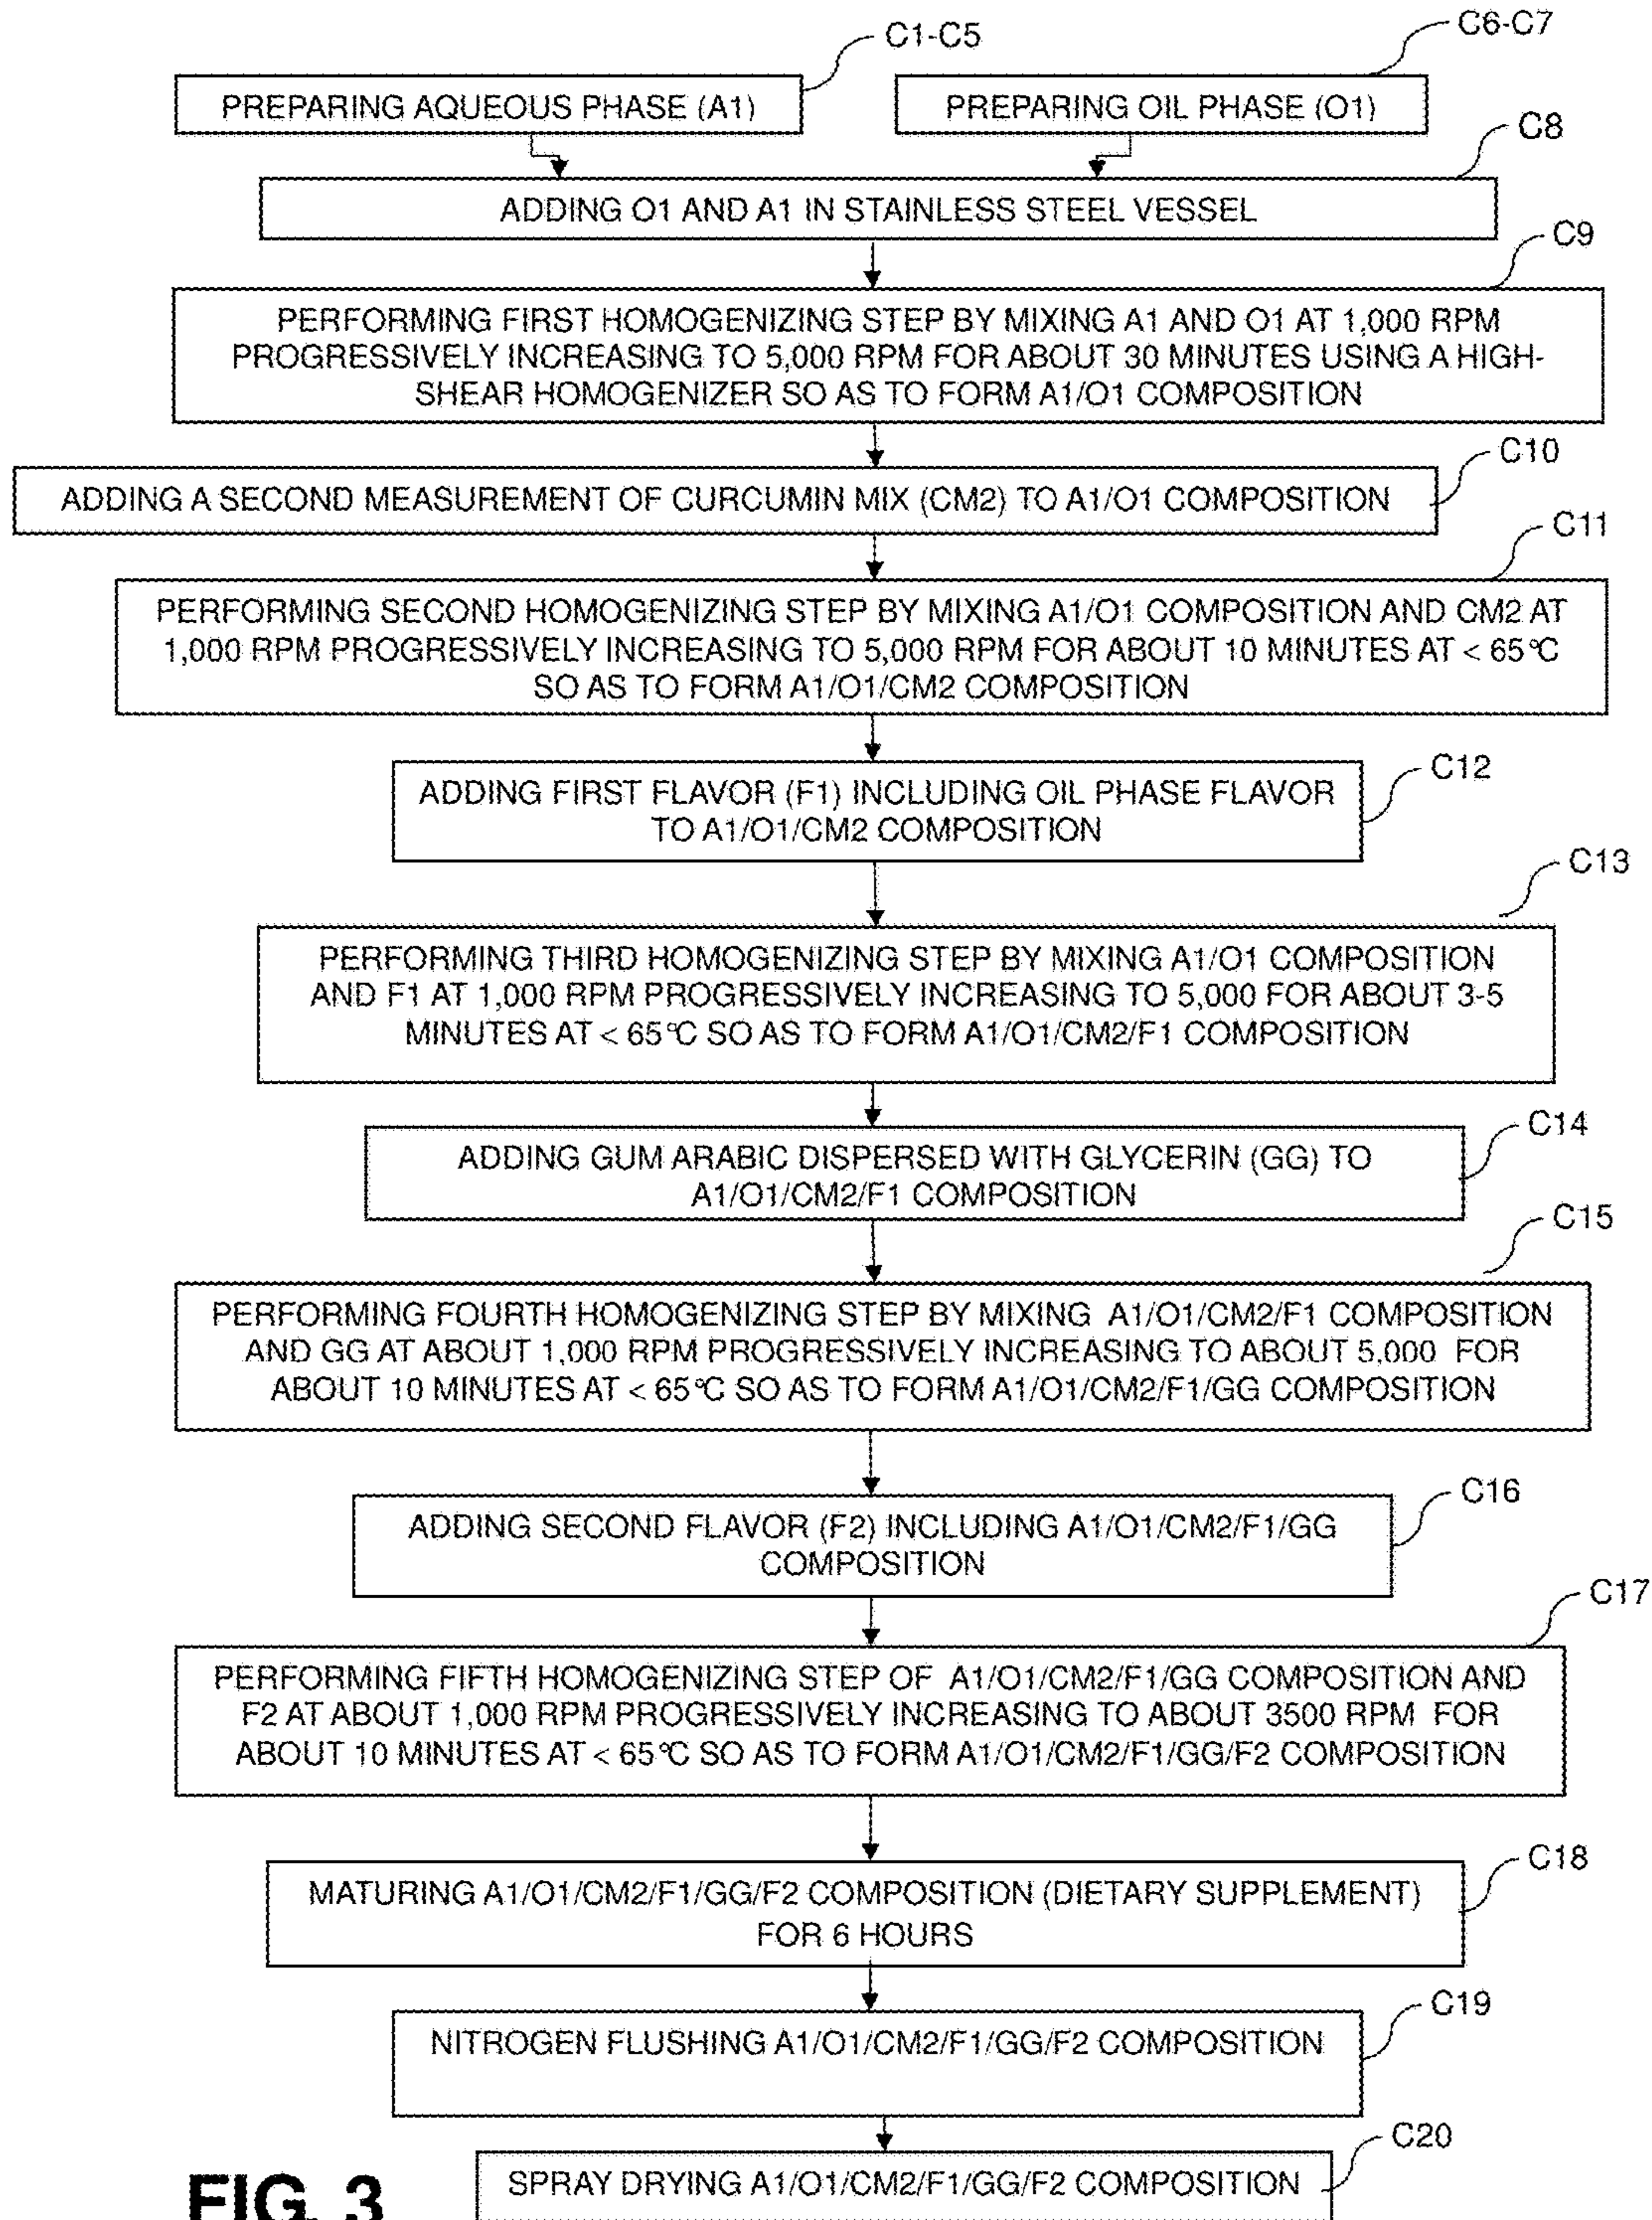 C1-C5
C6-C7
PREPARING AQUEOUS PHASE (A1)
PREPARING OIL PHASE (O1)
C8
ADDING O1 AND A1 IN STAINLESS STEEL VESSEL
C9
PERFORMING FIRST HOMOGENIZING STEP BY MIXING A1 AND O1 AT 1,000 RPM
PROGRESSIVELY INCREASING TO 5,000 RPM FOR ABOUT 30 MINUTES USING A HIGH-
SHEAR HOMOGENIZER SO AS TO FORM A1/O1 COMPOSITION
C10
ADDING A SECOND MEASUREMENT OF CURCUMIN MIX (CM2) TO A1/O1 COMPOSITION
C11
PERFORMING SECOND HOMOGENIZING STEP BY MIXING A1/O1 COMPOSITION AND CM2 AT
1,000 RPM PROGRESSIVELY INCREASING TO 5,000 RPM FOR ABOUT 10 MINUTES AT < 65°C
SO AS TO FORM A1/O1/CM2 COMPOSITION
C12
ADDING FIRST FLAVOR (F1) INCLUDING OIL PHASE FLAVOR
TO A1/O1/CM2 COMPOSITION
C13
PERFORMING THIRD HOMOGENIZING STEP BY MIXING A1/O1 COMPOSITION
AND F1 AT 1,000 RPM PROGRESSIVELY INCREASING TO 5,000 FOR ABOUT 3-5
MINUTES AT < 65°C SO AS TO FORM A1/O1/CM2/F1 COMPOSITION
C14
ADDING GUM ARABIC DISPERSED WITH GLYCERIN (GG) TO
A1/O1/CM2/F1 COMPOSITION
C15
PERFORMING FOURTH HOMOGENIZING STEP BY MIXING A1/O1/CM2/F1 COMPOSITION
AND GG AT ABOUT 1,000 RPM PROGRESSIVELY INCREASING TO ABOUT 5,000 FOR
ABOUT 10 MINUTES AT < 65°C SO AS TO FORM A1/O1/CM2/F1/GG COMPOSITION
C16
ADDING SECOND FLAVOR (F2) INCLUDING A1/O1/CM2/F1/GG
COMPOSITION
C17
PERFORMING FIFTH HOMOGENIZING STEP OF A1/O1/CM2/F1/GG COMPOSITION AND
F2 AT ABOUT 1,000 RPM PROGRESSIVELY INCREASING TO ABOUT 3500 RPM FOR
ABOUT 10 MINUTES AT < 65°C SO AS TO FORM A1/O1/CM2/F1/GG/F2 COMPOSITION
C18
MATURING A1/O1/CM2/F1/GG/F2 COMPOSITION (DIETARY SUPPLEMENT)
FOR 6 HOURS
C19
NITROGEN FLUSHING A1/O1/CM2/F1/GG/F2 COMPOSITION
C20
SPRAY DRYING A1/O1/CM2/F1/GG/F2 COMPOSITION
FIG. 3